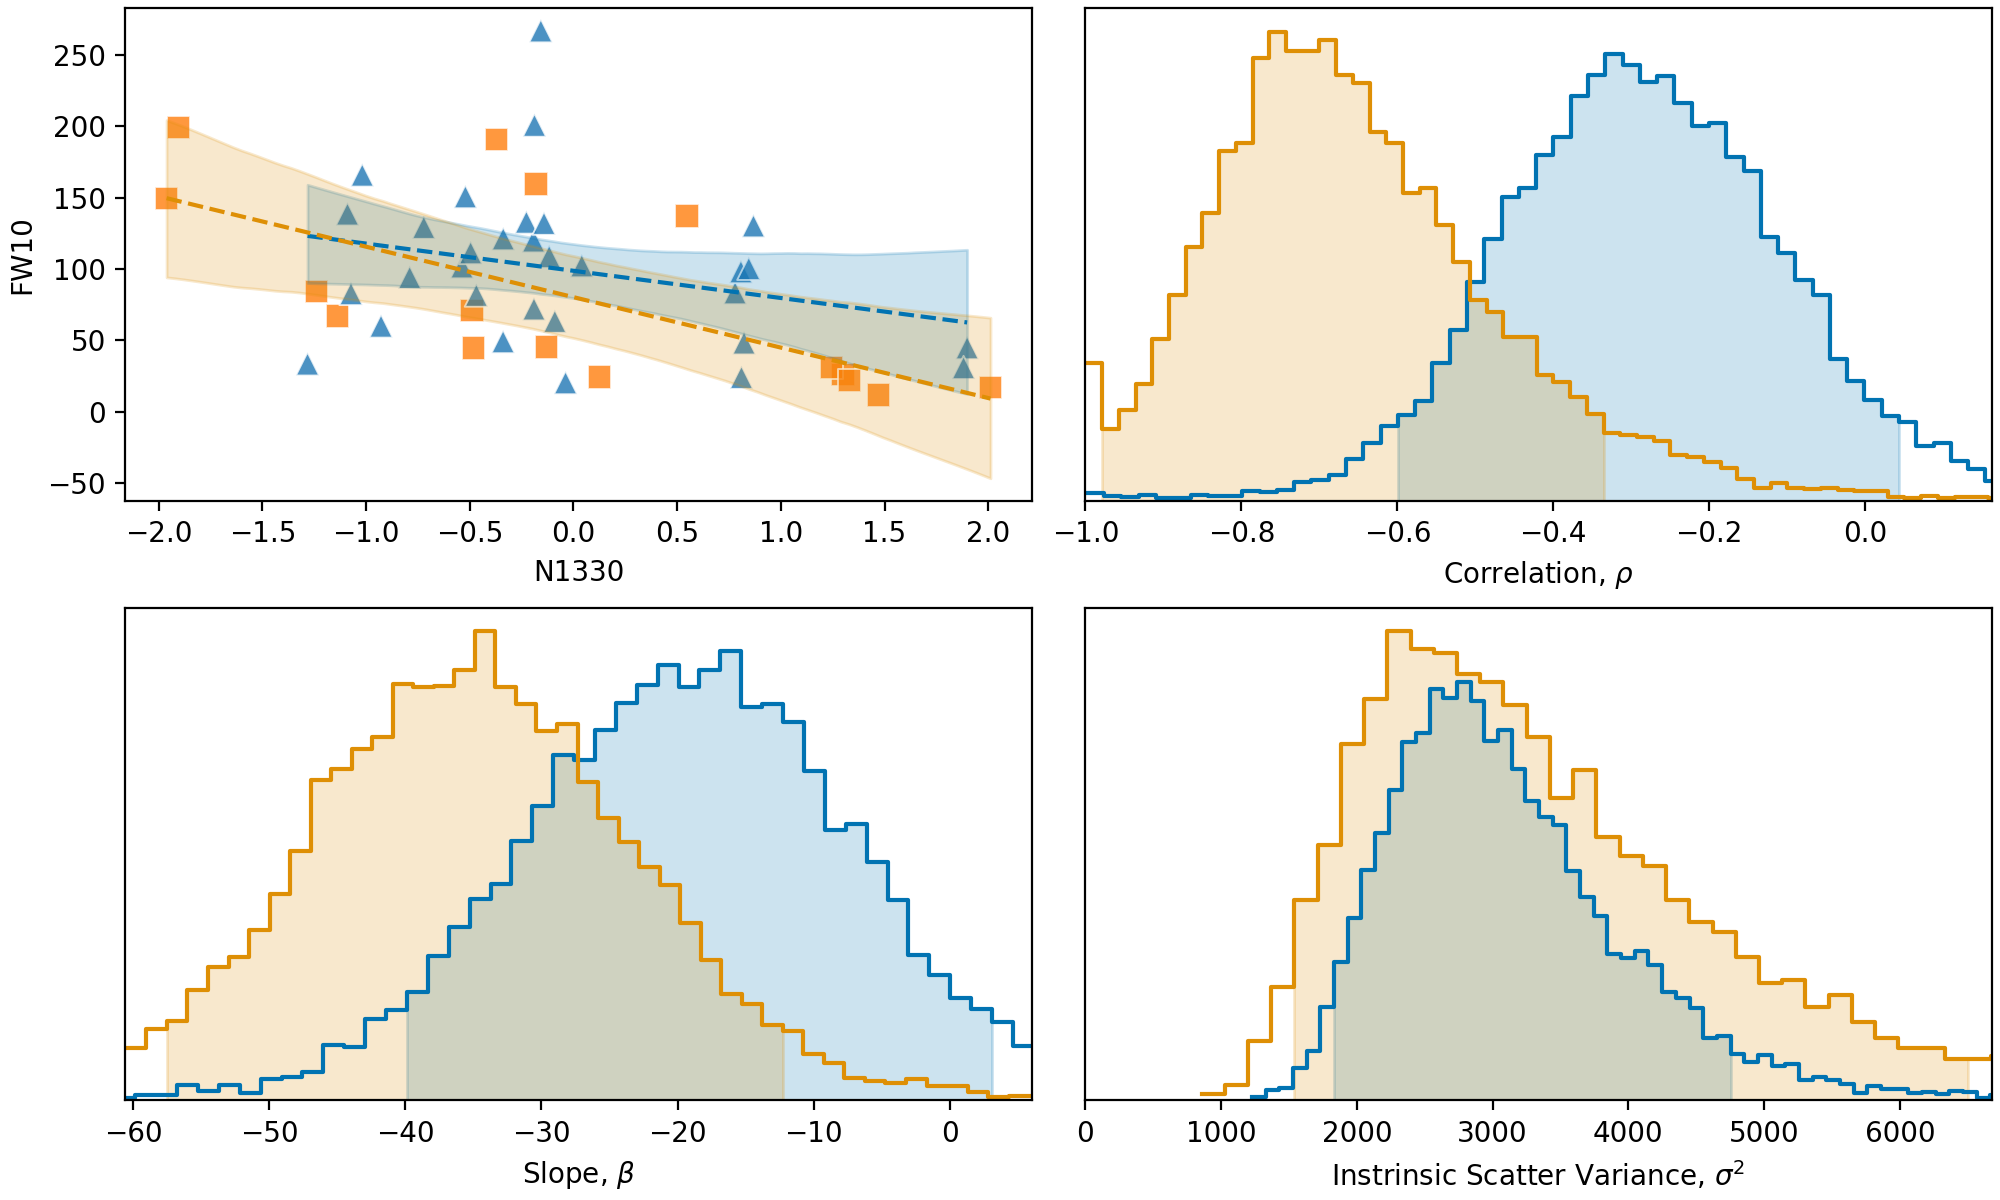 FW10
250
200
150
100
50
0
−50
−2.0 −1.5 −1.0 −0.5 0.0 0.5 1.0 1.5 2.0
N1330
−1.0 −0.8 −0.6 −0.4 −0.2 0.0
Correlation, ρ
−60 −50 −40 −30 −20 −10 0
Slope, β
0 1000 2000 3000 4000 5000 6000
Instrinsic Scatter Variance, σ²